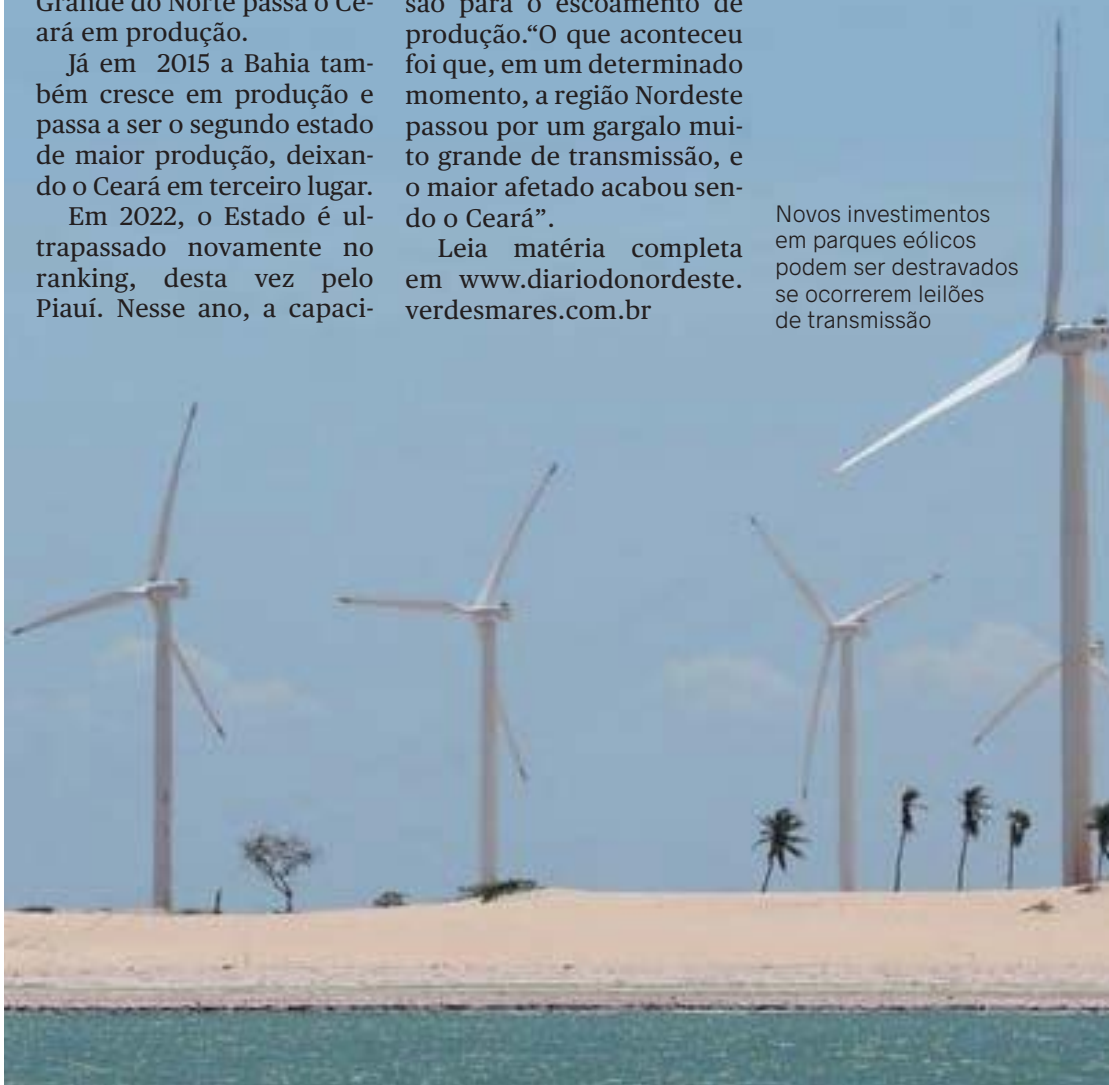 Grande do Norte passa o Ce-
ará em produção.
Já em 2015 a Bahia tam-
bém cresce em produção e
passa a ser o segundo estado
de maior produção, deixan-
do o Ceará em terceiro lugar.
Em 2022, o Estado é ul-
trapassado novamente no
ranking, desta vez pelo
Piauí. Nesse ano, a capaci-
são para o escoamento de
produção.“O que aconteceu
foi que, em um determinado
momento, a região Nordeste
passou por um gargalo mui-
to grande de transmissão, e
o maior afetado acabou sen-
do o Ceará”.
Leia matéria completa
em www.diariodonordeste.
verdesmares.com.br
Novos investimentos
em parques eólicos
podem ser destravados
se ocorrerem leilões
de transmissão